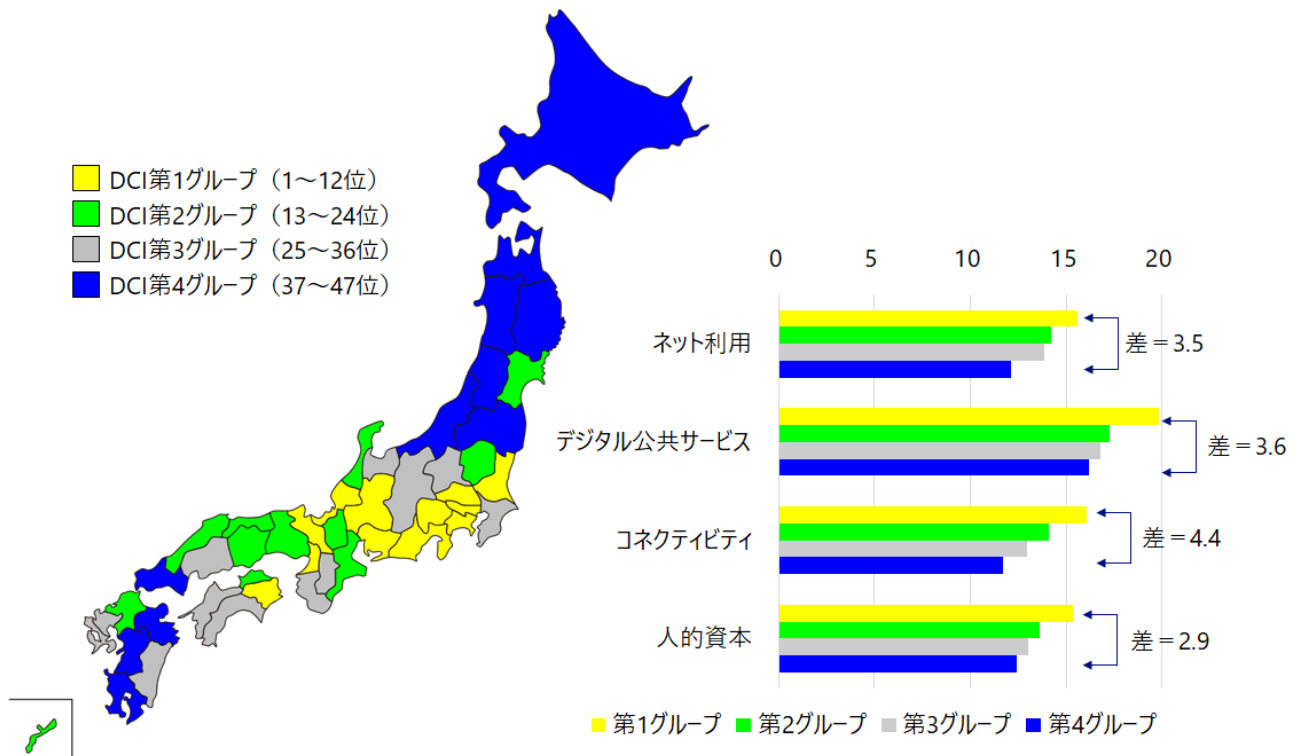 DCI第1グループ（1～12位）
DCI第2グループ（13～24位）
DCI第3グループ（25～36位）
DCI第4グループ（37～47位）
0 5 10 15 20
ネット利用
差＝3.5
デジタル公共サービス
差＝3.6
コネクティビティ
差＝4.4
人的資本
差＝2.9
第1グループ 第2グループ 第3グループ 第4グループ